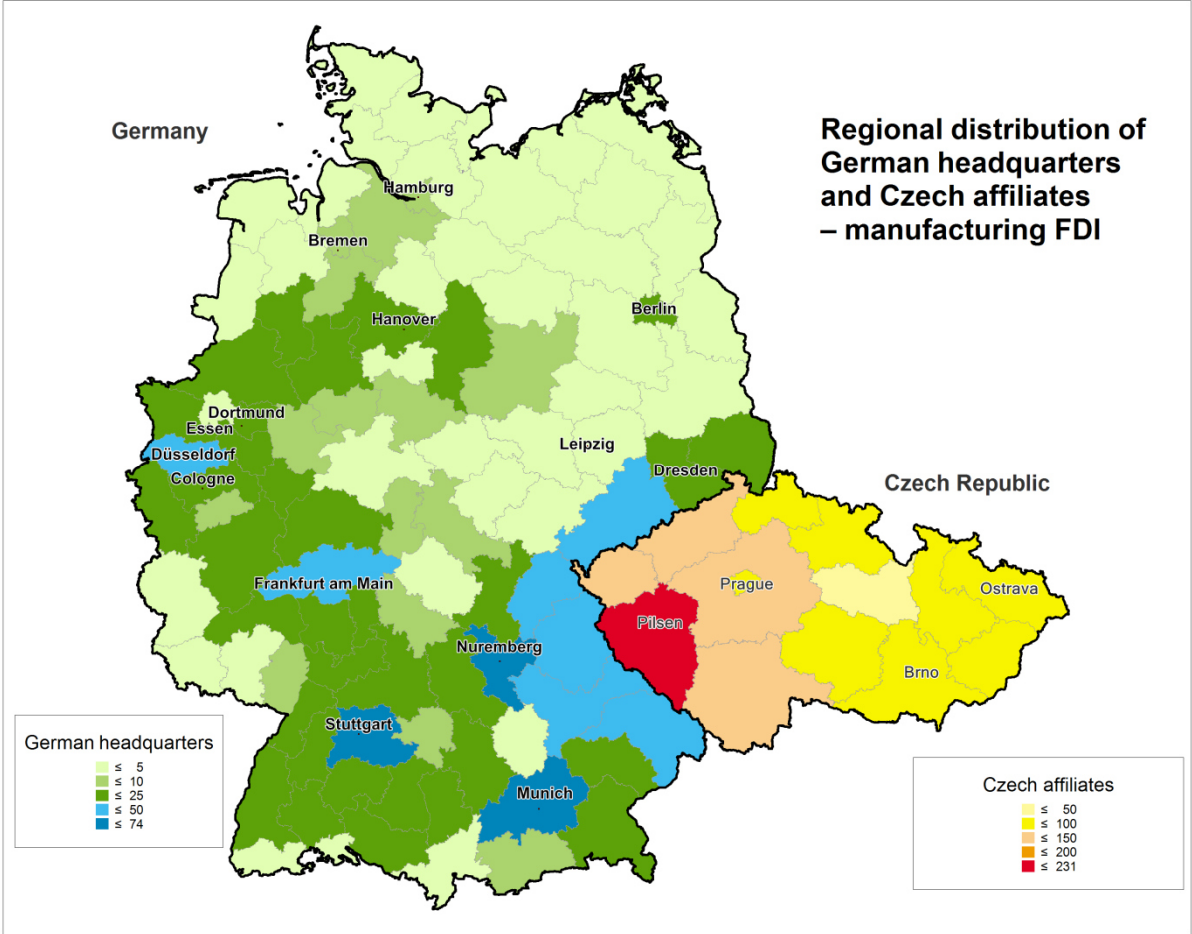 Germany
Regional distribution of
German headquarters
and Czech affiliates
– manufacturing FDI
Hamburg
Bremen
Berlin
Hanover
Dortmund
Essen
Leipzig
Düsseldorf
Dresden
Cologne
Czech Republic
Frankfurt am Main
Prague
Ostrava
Pilsen
Nuremberg
Brno
Stuttgart
Munich
German headquarters
≤ 5
≤ 10
≤ 25
≤ 50
≤ 74
Czech affiliates
≤ 50
≤ 100
≤ 150
≤ 200
≤ 231